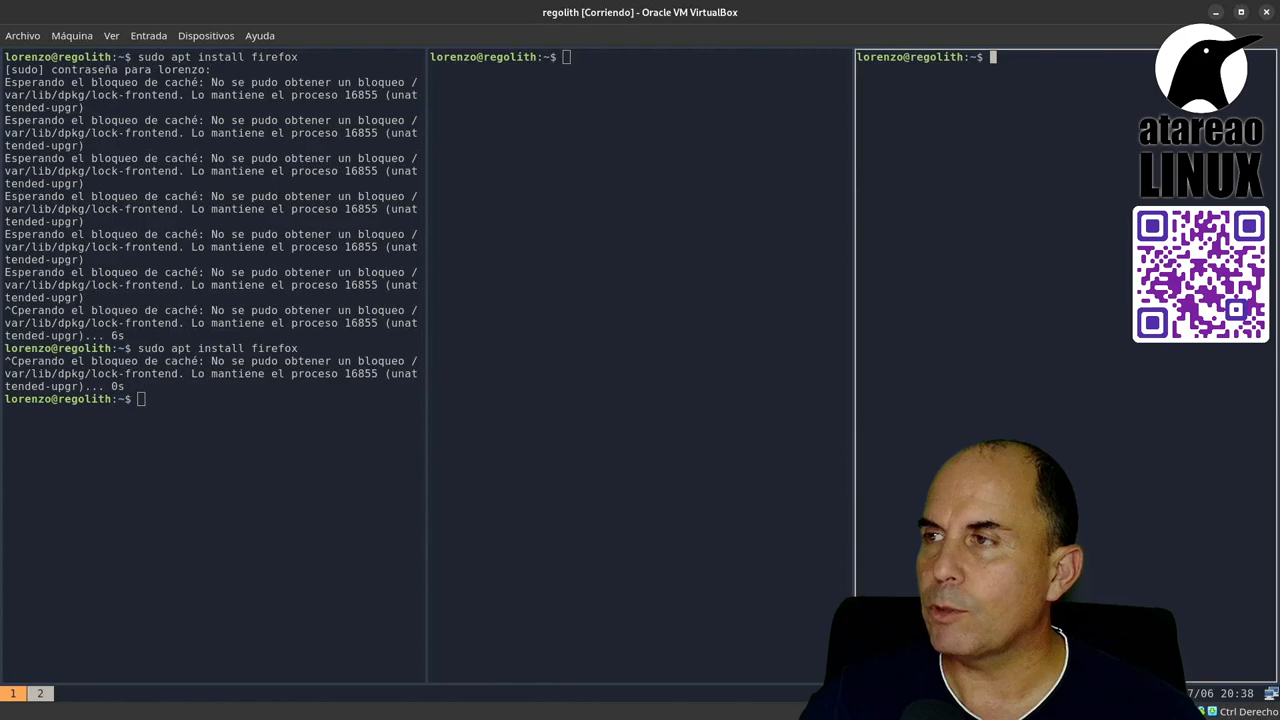 regolith [Corriendo] - Oracle VM VirtualBox
Archivo Máquina Ver Entrada Dispositivos Ayuda
lorenzo@regolith:~$ sudo apt install firefox
[sudo] contraseña para lorenzo:
Esperando el bloqueo de caché: No se pudo obtener un bloqueo /
var/lib/dpkg/lock-frontend. Lo mantiene el proceso 16855 (unat
tended-upgr)
Esperando el bloqueo de caché: No se pudo obtener un bloqueo /
var/lib/dpkg/lock-frontend. Lo mantiene el proceso 16855 (unat
tended-upgr)
Esperando el bloqueo de caché: No se pudo obtener un bloqueo /
var/lib/dpkg/lock-frontend. Lo mantiene el proceso 16855 (unat
tended-upgr)
Esperando el bloqueo de caché: No se pudo obtener un bloqueo /
var/lib/dpkg/lock-frontend. Lo mantiene el proceso 16855 (unat
tended-upgr)
Esperando el bloqueo de caché: No se pudo obtener un bloqueo /
var/lib/dpkg/lock-frontend. Lo mantiene el proceso 16855 (unat
tended-upgr)
Esperando el bloqueo de caché: No se pudo obtener un bloqueo /
var/lib/dpkg/lock-frontend. Lo mantiene el proceso 16855 (unat
tended-upgr)
^Cperando el bloqueo de caché: No se pudo obtener un bloqueo /
var/lib/dpkg/lock-frontend. Lo mantiene el proceso 16855 (unat
tended-upgr)... 6s
lorenzo@regolith:~$ sudo apt install firefox
^Cperando el bloqueo de caché: No se pudo obtener un bloqueo /
var/lib/dpkg/lock-frontend. Lo mantiene el proceso 16855 (unat
tended-upgr)... 0s
lorenzo@regolith:~$
lorenzo@regolith:~$
lorenzo@regolith:~$
atareao
LINUX
1 2
7/06 20:38
Ctrl Derecho